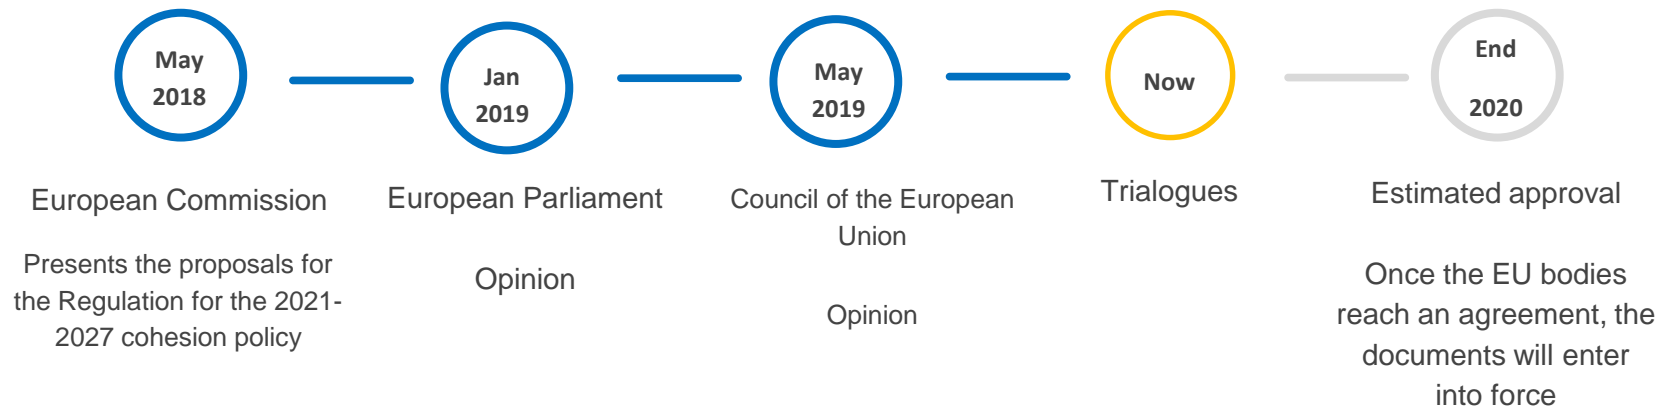 May
2018
European Commission
Presents the proposals for
the Regulation for the 2021-
2027 cohesion policy
Jan
2019
European Parliament
Opinion
May
2019
Council of the European
Union
Opinion
Now
Trialogues
End
2020
Estimated approval
Once the EU bodies
reach an agreement, the
documents will enter
into force